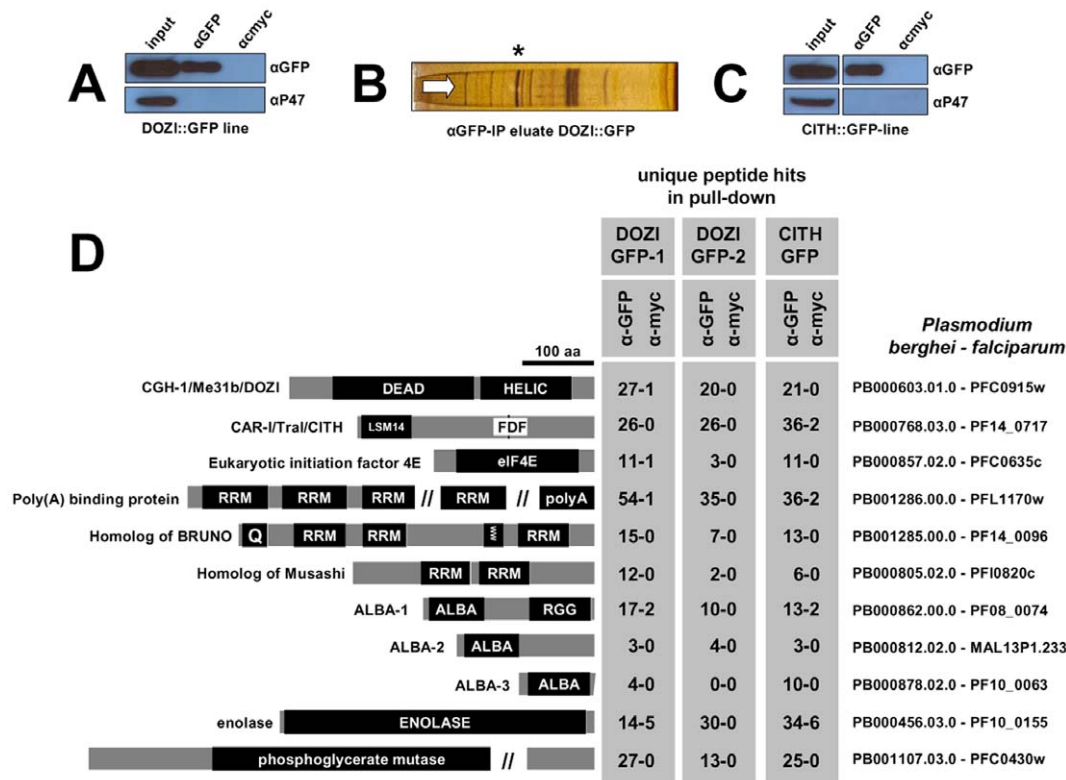 A
input
αGFP
αcmyc
αGFP
αP47
DOZI::GFP line
B
*
αGFP-IP eluate DOZI::GFP
C
input
αGFP
αcmyc
αGFP
αP47
CITH::GFP-line
D
unique peptide hits
in pull-down
DOZI GFP-1
DOZI GFP-2
CITH GFP
α-GFP α-myc
α-GFP α-myc
α-GFP α-myc
Plasmodium
berghei - falciparum
100 aa
CGH-1/Me31b/DOZI DEAD HELIC 27-1 20-0 21-0 PB000603.01.0 - PFC0915w
CAR-I/Tral/CITH LSM14 FDF 26-0 26-0 36-2 PB000768.03.0 - PF14_0717
Eukaryotic initiation factor 4E eIF4E 11-1 3-0 11-0 PB000857.02.0 - PFC0635c
Poly(A) binding protein RRM RRM RRM // RRM // polyA 54-1 35-0 36-2 PB001286.00.0 - PFL1170w
Homolog of BRUNO Q RRM RRM WW RRM 15-0 7-0 13-0 PB001285.00.0 - PF14_0096
Homolog of Musashi RRM RRM 12-0 2-0 6-0 PB000805.02.0 - PFI0820c
ALBA-1 ALBA RGG 17-2 10-0 13-2 PB000862.00.0 - PF08_0074
ALBA-2 ALBA 3-0 4-0 3-0 PB000812.02.0 - MAL13P1.233
ALBA-3 ALBA 4-0 0-0 10-0 PB000878.02.0 - PF10_0063
enolase ENOLASE 14-5 30-0 34-6 PB000456.03.0 - PF10_0155
phosphoglycerate mutase // 27-0 13-0 25-0 PB001107.03.0 - PFC0430w